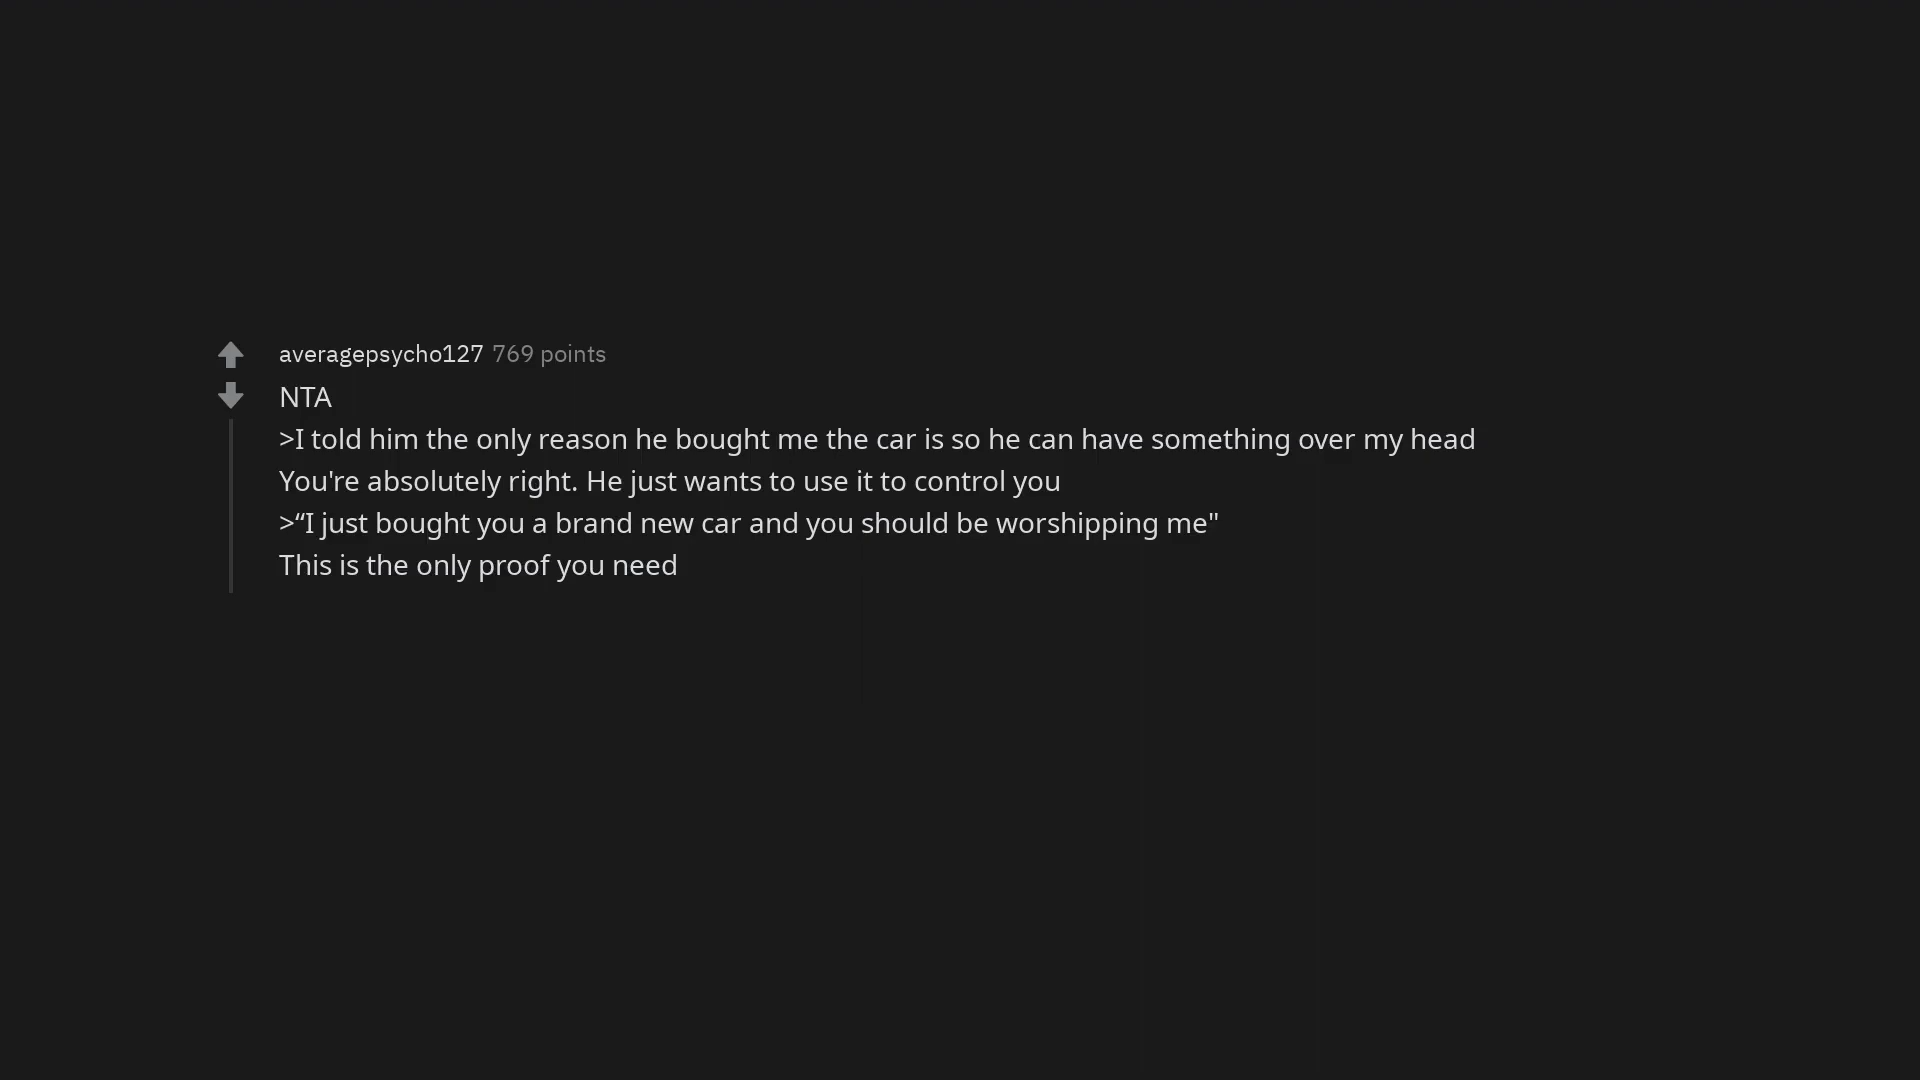 averagepsycho127 769 points
NTA
>I told him the only reason he bought me the car is so he can have something over my head
You're absolutely right. He just wants to use it to control you
>“I just bought you a brand new car and you should be worshipping me"
This is the only proof you need